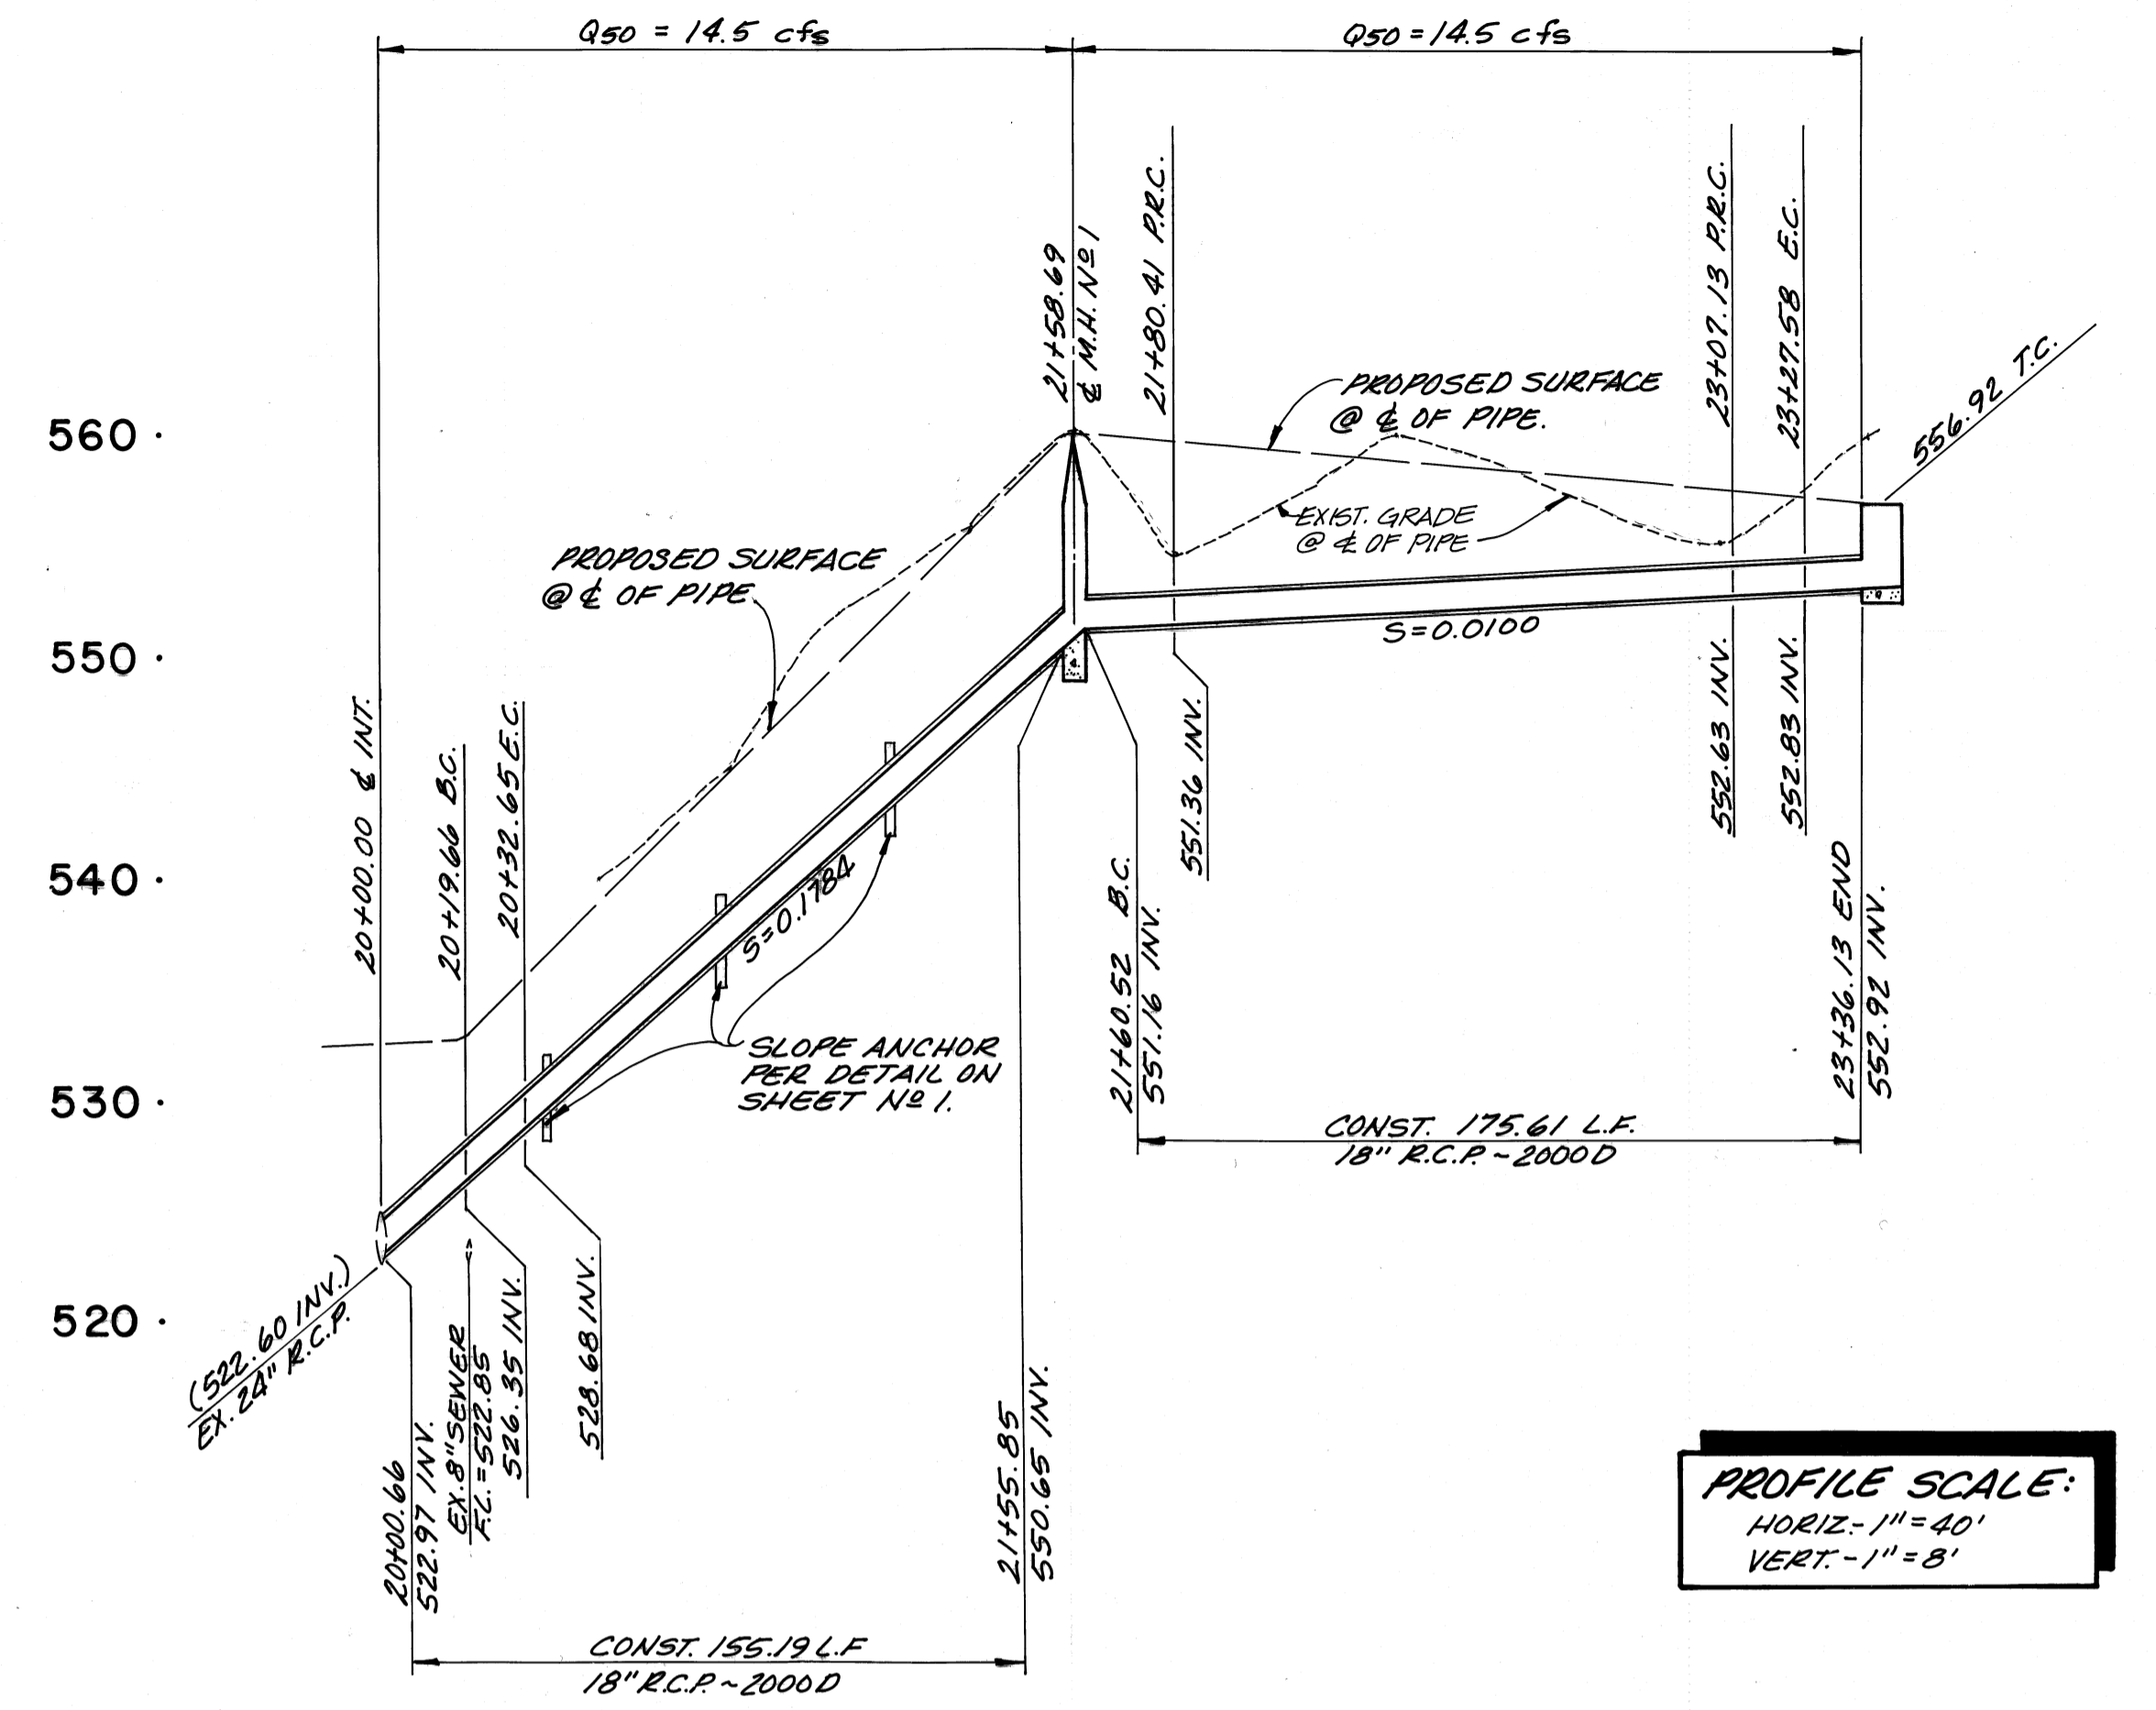 Q50 = 14.5 cfs
Q50 = 14.5 cfs
21+58.69
℄ M.H. Nº 1
21+80.41 P.R.C.
23+07.13 P.R.C.
23+27.58 E.C.
556.92 T.C.
560
PROPOSED SURFACE
@ ℄ OF PIPE.
EXIST. GRADE
@ ℄ OF PIPE
PROPOSED SURFACE
@ ℄ OF PIPE
550
S=0.0100
20+00.00 ℄ INT.
20+19.66 B.C.
20+32.65 E.C.
551.36 INV.
552.63 INV.
552.83 INV.
540
S=0.1784
21+60.52 B.C.
551.16 INV.
23+36.13 END
552.92 INV.
SLOPE ANCHOR
PER DETAIL ON
SHEET Nº 1.
530
CONST. 175.61 L.F.
18" R.C.P. ~ 2000D
520
(522.60 INV.)
EX. 24" R.C.P.
20+00.66
522.97 INV.
EX. 8" SEWER
F.L. = 522.85
526.35 INV.
528.68 INV.
21+55.85
550.65 INV.
CONST. 155.19 L.F
18" R.C.P. ~ 2000D
PROFILE SCALE:
HORIZ.- 1"=40'
VERT. - 1"=8'